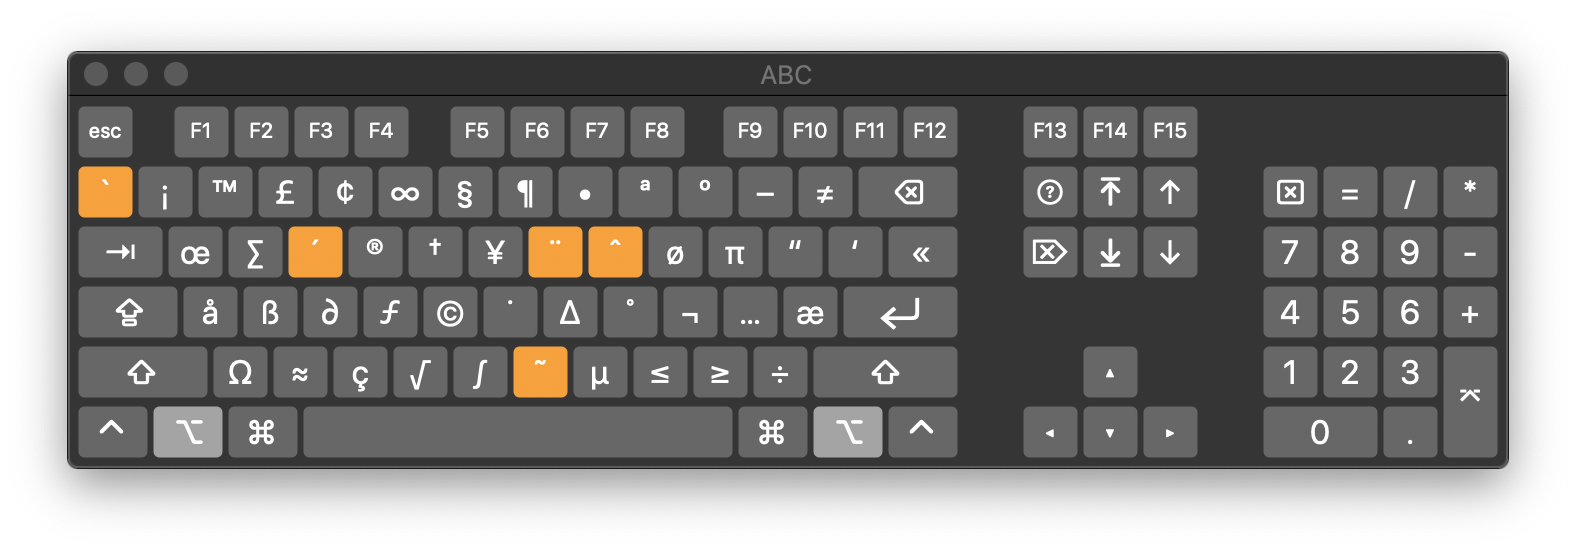 ABC
esc F1 F2 F3 F4 F5 F6 F7 F8 F9 F10 F11 F12 F13 F14 F15
` ¡ ™ £ ¢ ∞ § ¶ • ª º – ≠ ⌫ ? ⤒ ↑ ⌧ = / *
⇥ œ ∑ ´ ® † ¥ ¨ ˆ ø π “ ‘ « ⌦ ⤓ ↓ 7 8 9 -
⇪ å ß ∂ ƒ © ˙ ∆ ˚ ¬ … æ ↩ 4 5 6 +
⇧ Ω ≈ ç √ ∫ ˜ µ ≤ ≥ ÷ ⇧ ▴ 1 2 3 ⌤
⌃ ⌥ ⌘ ⌘ ⌥ ⌃ ◂ ▾ ▸ 0 .